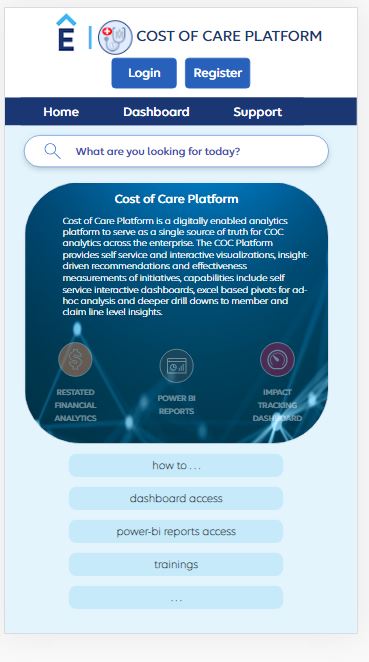 E
COST OF CARE PLATFORM
Login Register
Home Dashboard Support
What are you looking for today?
Cost of Care Platform
Cost of Care Platform is a digitally enabled analytics
platform to serve as a single source of truth for COC
analytics across the enterprise. The COC Platform
provides self service and interactive visualizations, insight-
driven recommendations and effectiveness
measurements of initiatives, capabilities include self
service interactive dashboards, excel based pivots for ad-
hoc analysis and deeper drill downs to member and
claim line level insights.
RESTATED
FINANCIAL
ANALYTICS
POWER BI
REPORTS
IMPACT
TRACKING
DASHBOARD
how to . . .
dashboard access
power-bi reports access
trainings
. . .